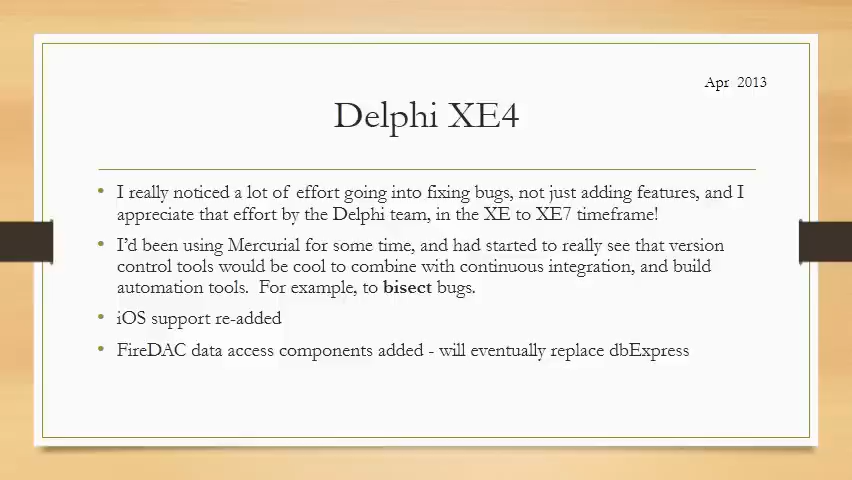 Apr 2013
Delphi XE4
• I really noticed a lot of effort going into fixing bugs, not just adding features, and I
appreciate that effort by the Delphi team, in the XE to XE7 timeframe!
• I’d been using Mercurial for some time, and had started to really see that version
control tools would be cool to combine with continuous integration, and build
automation tools.  For example, to bisect bugs.
• iOS support re-added
• FireDAC data access components added - will eventually replace dbExpress